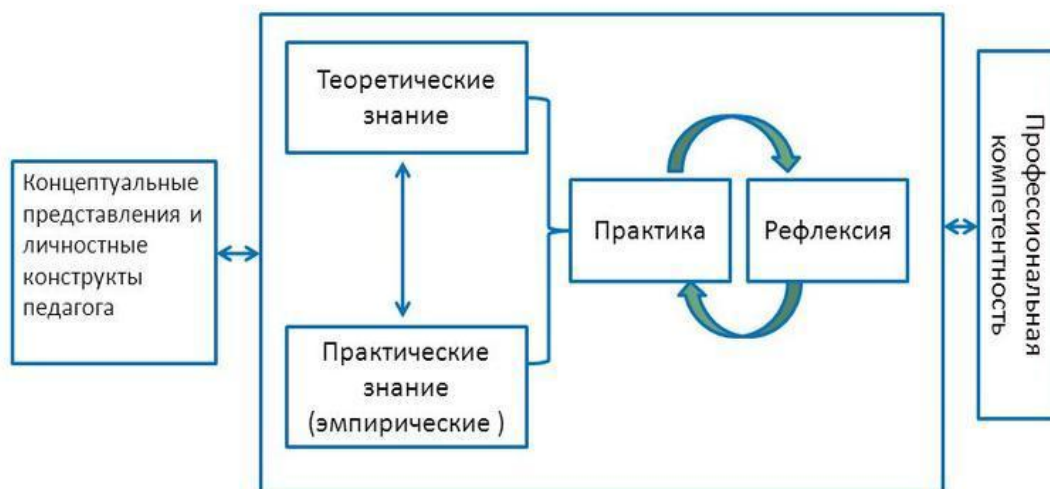 Концептуальные
представления и
личностные
конструкты
педагога
Теоретические
знание
Практические
знание
(эмпирические )
Практика
Рефлексия
Профессиональная
компетентность